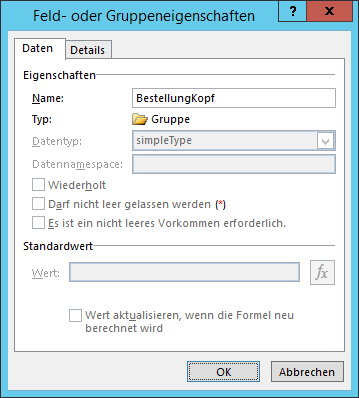 Feld- oder Gruppeneigenschaften
?
Daten
Details
Eigenschaften
Name:
BestellungKopf
Typ:
Gruppe
Datentyp:
simpleType
Datennamespace:
Wiederholt
Darf nicht leer gelassen werden (*)
Es ist ein nicht leeres Vorkommen erforderlich.
Standardwert
Wert:
fx
Wert aktualisieren, wenn die Formel neu
berechnet wird
OK
Abbrechen